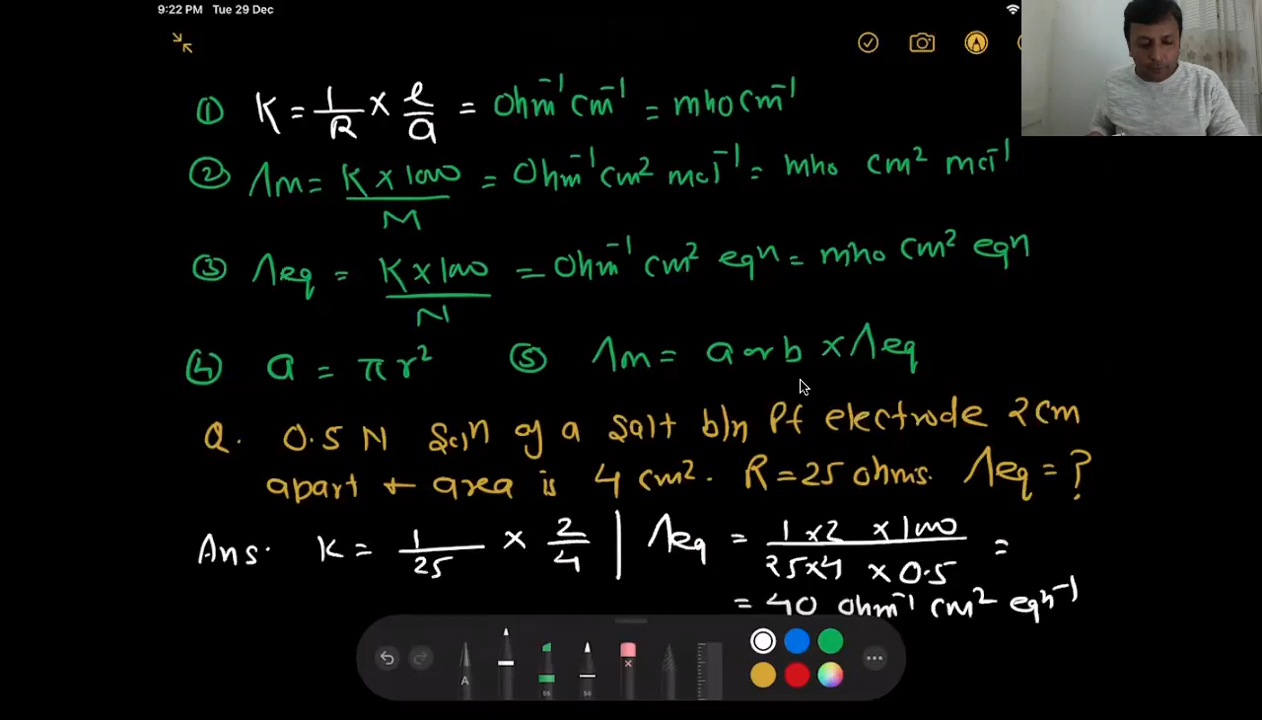 9:22 PM Tue 29 Dec
① K = 1/R × l/a = Ohm⁻¹ cm⁻¹ = mho cm⁻¹
② Λm = K × 1000 / M = Ohm⁻¹ cm² mol⁻¹ = mho cm² mol⁻¹
③ Λeq = K × 1000 / N = Ohm⁻¹ cm² eqn = mho cm² eqn
④ a = πr² ⑤ Λm = a or b × Λeq
Q. 0.5 N Soln of a Salt b/n Pt electrode 2 cm
apart + area is 4 cm². R = 25 ohms. Λeq = ?
Ans. K = 1/25 × 2/4 | Λeq = 1 × 2 × 1000 / 25 × 4 × 0.5 =
= 40 ohm⁻¹ cm² eqn⁻¹